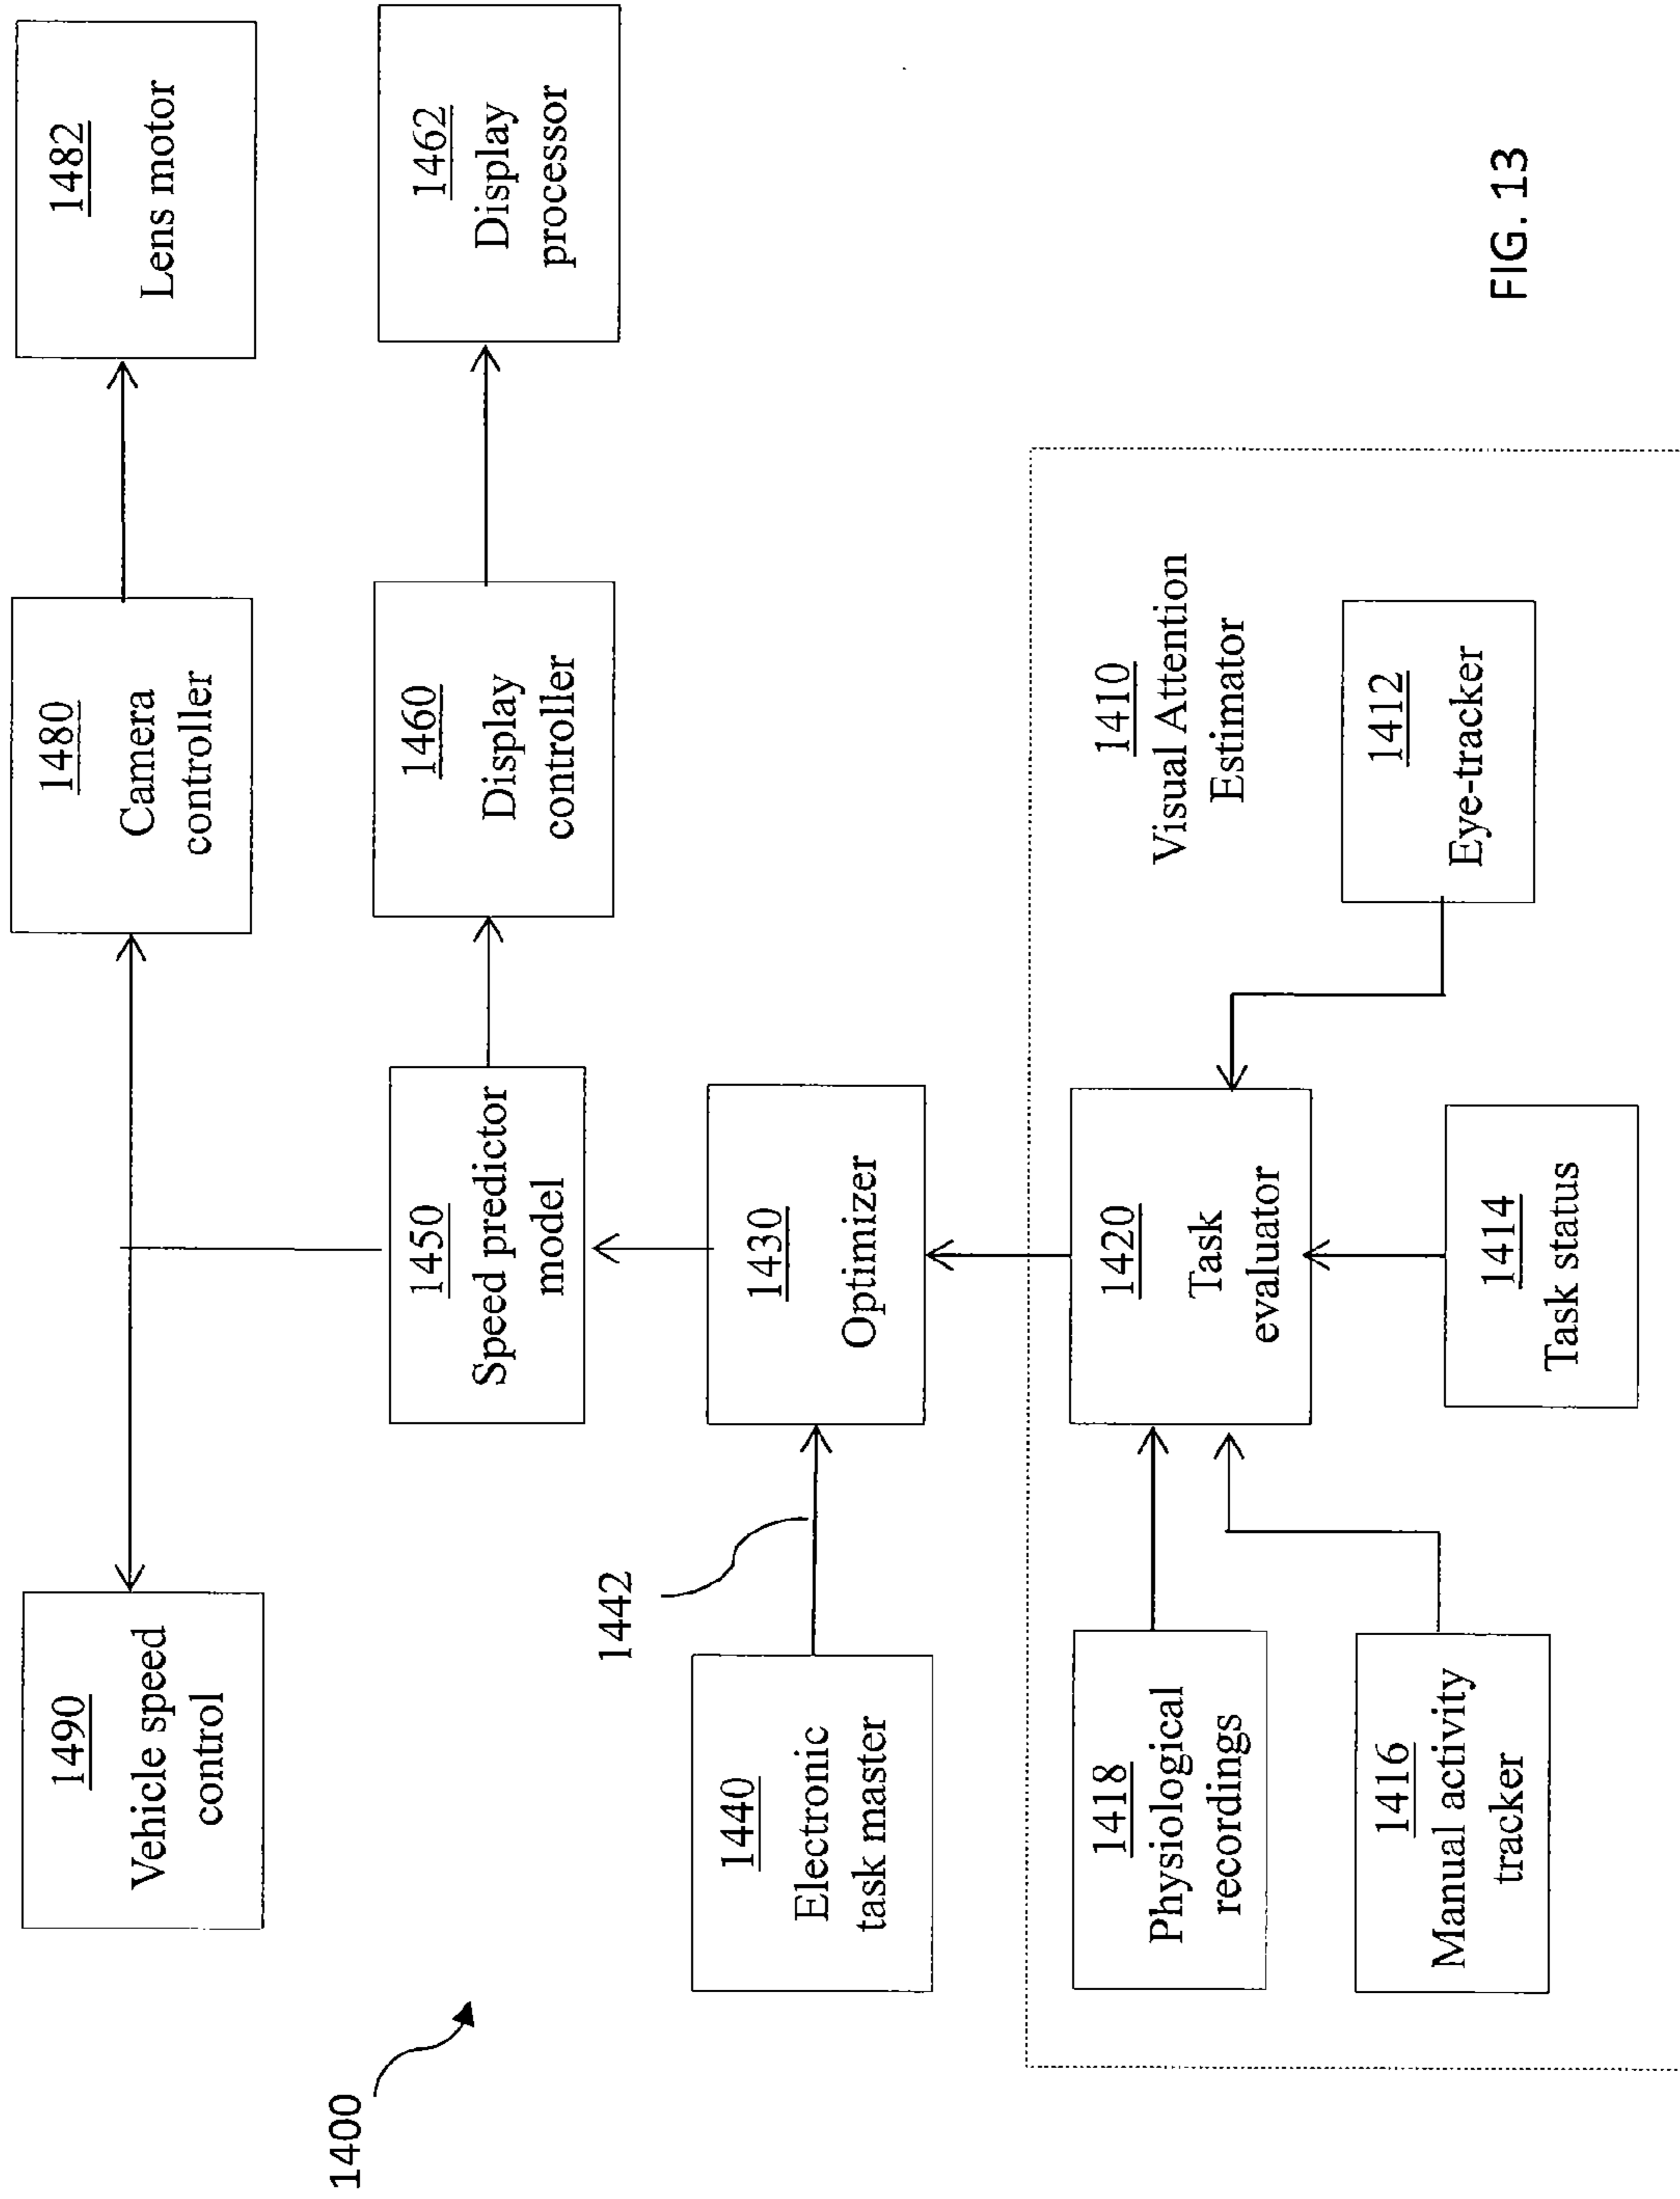 1400
1490
Vehicle speed
control
1480
Camera
controller
1482
Lens motor
1450
Speed predictor
model
1460
Display
controller
1462
Display
processor
1440
Electronic
task master
1442
1430
Optimizer
1418
Physiological
recordings
1420
Task
evaluator
1410
Visual Attention
Estimator
1416
Manual activity
tracker
1414
Task status
1412
Eye-tracker
FIG. 13